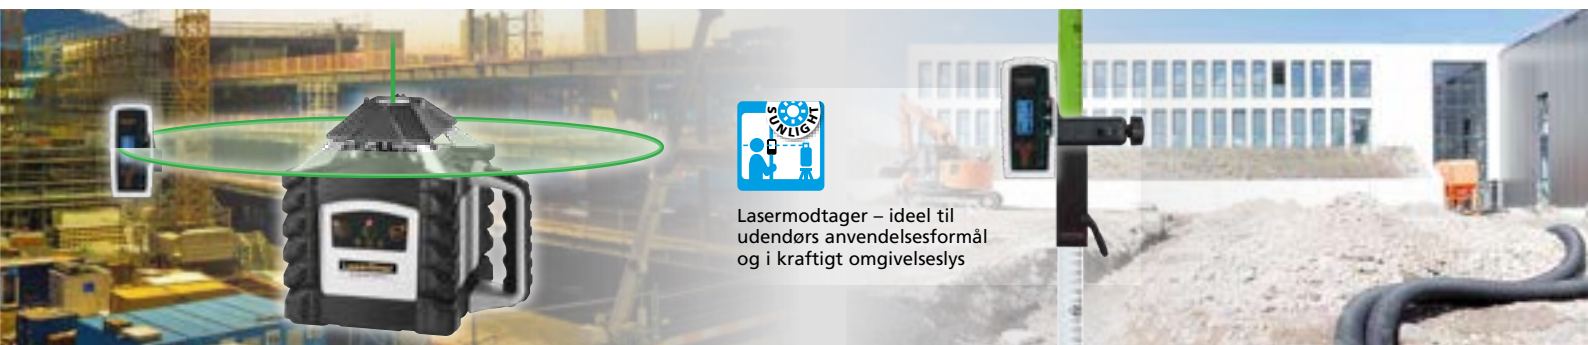 SUNLIGHT
Lasermodtager – ideel til
udendørs anvendelsesformål
og i kraftigt omgivelseslys